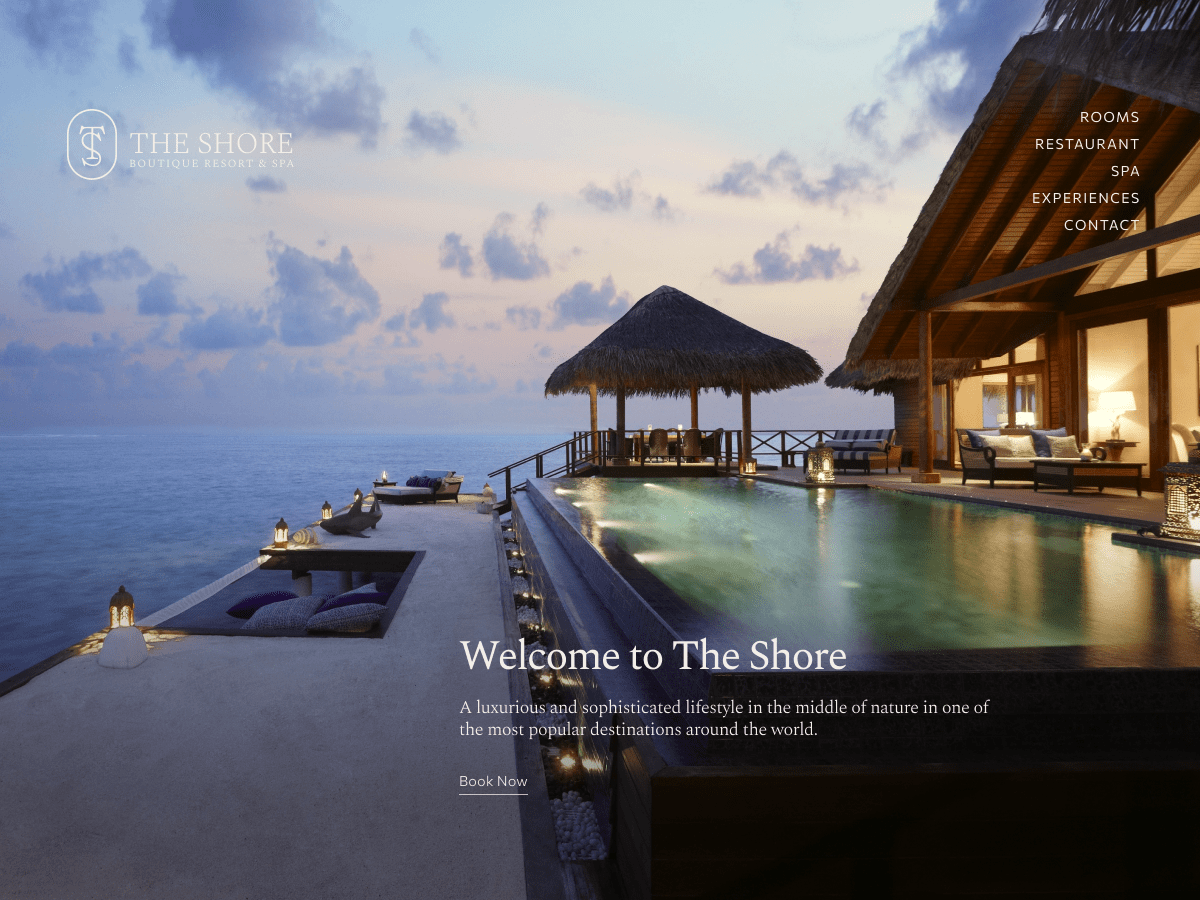 TS
THE SHORE
BOUTIQUE RESORT & SPA
ROOMS
RESTAURANT
SPA
EXPERIENCES
CONTACT
Welcome to The Shore
A luxurious and sophisticated lifestyle in the middle of nature in one of
the most popular destinations around the world.
Book Now